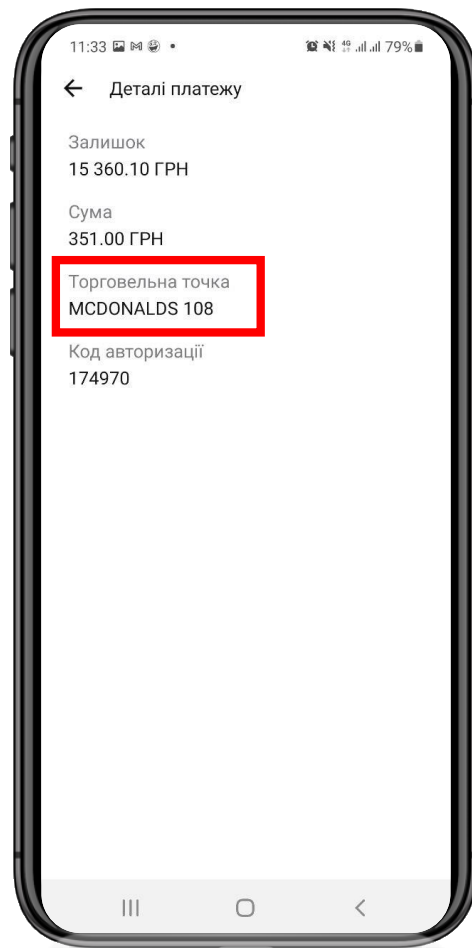 11:33 79%
Деталі платежу
Залишок
15 360.10 ГРН
Сума
351.00 ГРН
Торговельна точка
MCDONALDS 108
Код авторизації
174970